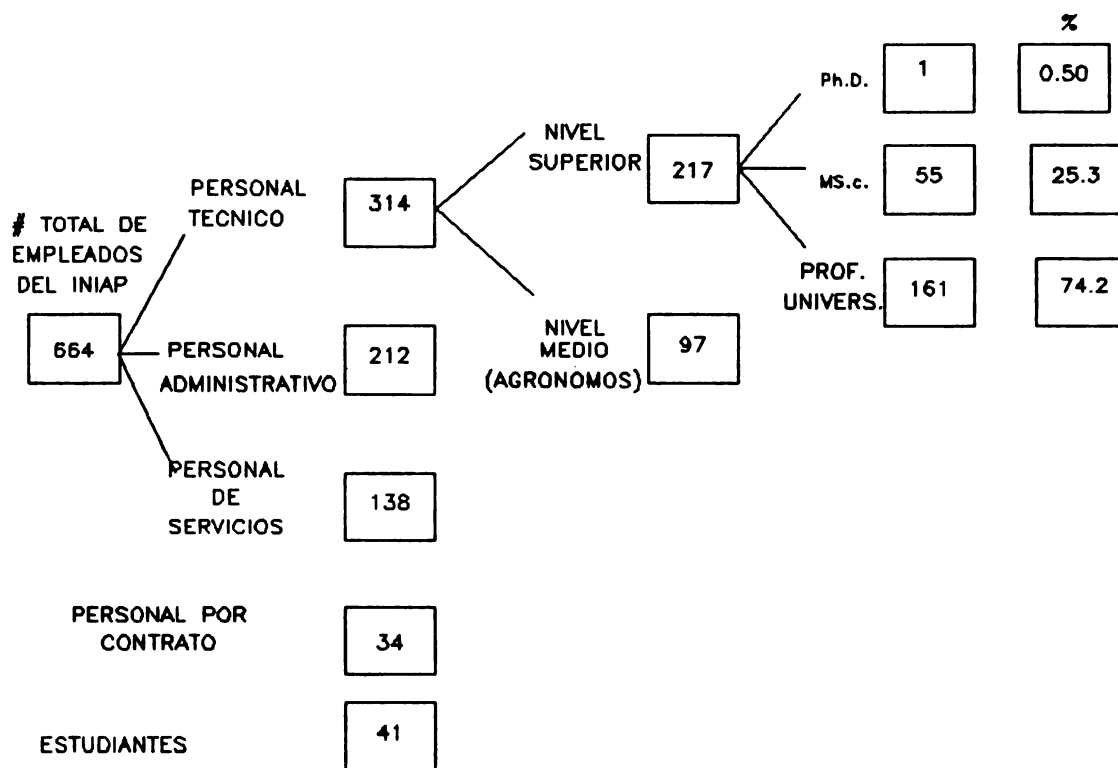 %
Ph.D. 1 0.50
NIVEL
SUPERIOR 217
MS.c. 55 25.3
PROF.
UNIVERS. 161 74.2
PERSONAL
TECNICO 314
# TOTAL DE
EMPLEADOS
DEL INIAP
664
NIVEL
MEDIO
(AGRONOMOS) 97
PERSONAL
ADMINISTRATIVO 212
PERSONAL
DE
SERVICIOS 138
PERSONAL POR
CONTRATO 34
ESTUDIANTES 41